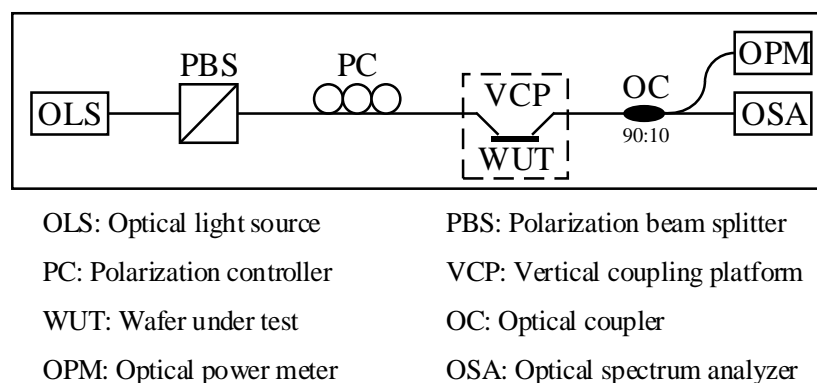 PBS PC VCP OC OPM
OLS WUT 90:10 OSA
OLS: Optical light source
PBS: Polarization beam splitter
PC: Polarization controller
VCP: Vertical coupling platform
WUT: Wafer under test
OC: Optical coupler
OPM: Optical power meter
OSA: Optical spectrum analyzer